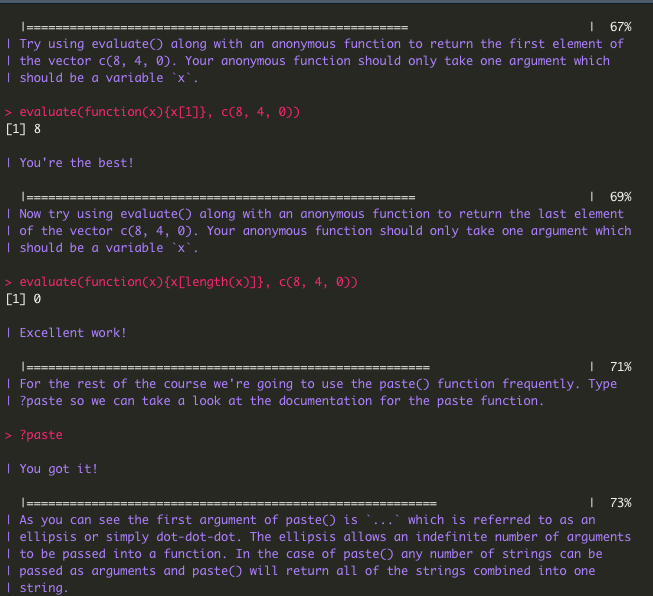 |===================================================== | 67%
| Try using evaluate() along with an anonymous function to return the first element of
| the vector c(8, 4, 0). Your anonymous function should only take one argument which
| should be a variable `x`.
> evaluate(function(x){x[1]}, c(8, 4, 0))
[1] 8
| You're the best!
|====================================================== | 69%
| Now try using evaluate() along with an anonymous function to return the last element
| of the vector c(8, 4, 0). Your anonymous function should only take one argument which
| should be a variable `x`.
> evaluate(function(x){x[length(x)]}, c(8, 4, 0))
[1] 0
| Excellent work!
|======================================================== | 71%
| For the rest of the course we're going to use the paste() function frequently. Type
| ?paste so we can take a look at the documentation for the paste function.
> ?paste
| You got it!
|========================================================= | 73%
| As you can see the first argument of paste() is `...` which is referred to as an
| ellipsis or simply dot-dot-dot. The ellipsis allows an indefinite number of arguments
| to be passed into a function. In the case of paste() any number of strings can be
| passed as arguments and paste() will return all of the strings combined into one
| string.